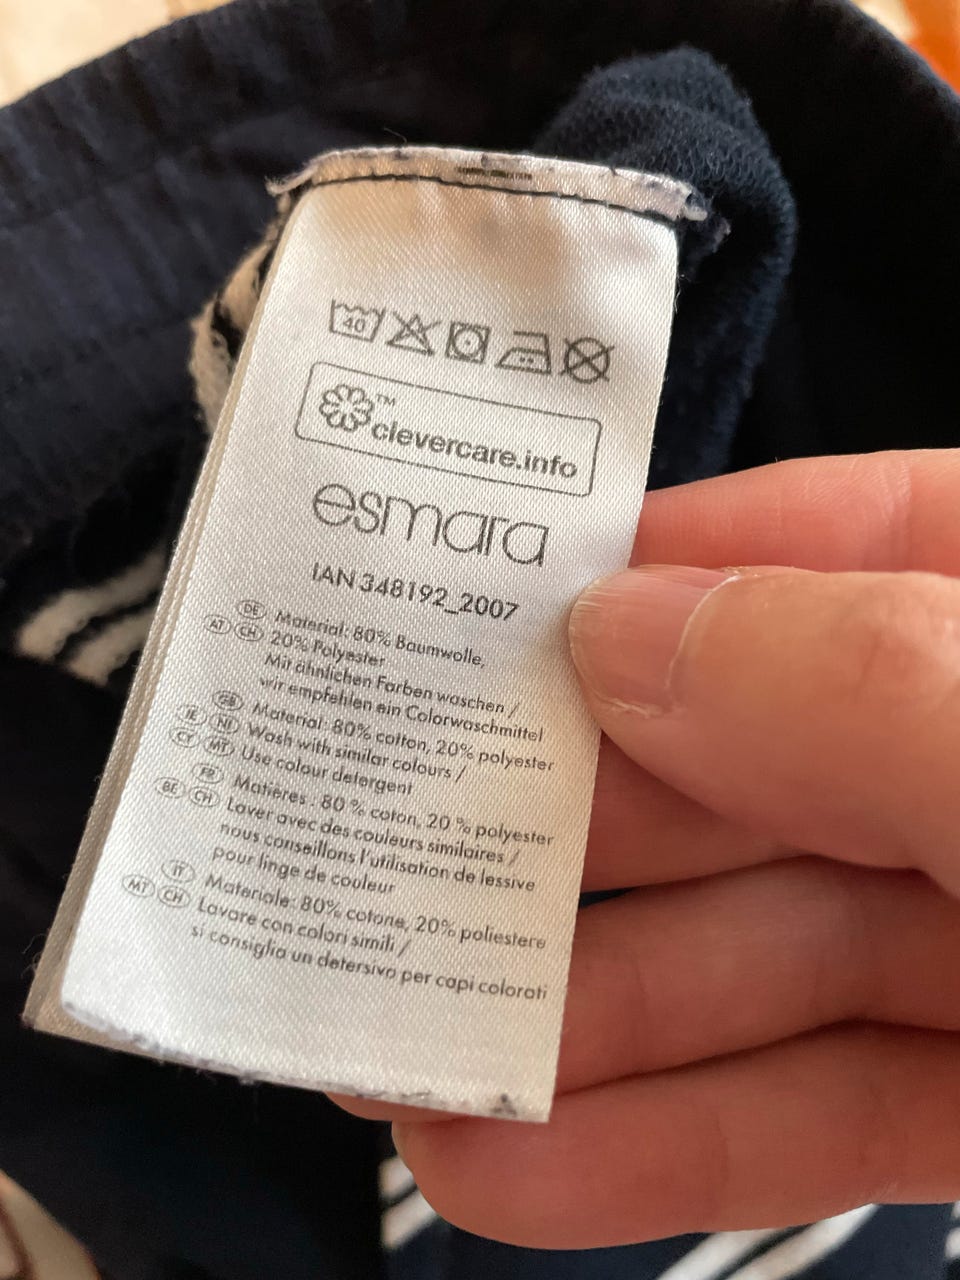 40
clevercare.info™
esmara
IAN 348192_2007
DE Material: 80% Baumwolle,
AT CH 20% Polyester
Mit ähnlichen Farben waschen /
wir empfehlen ein Colorwaschmittel
GB Material: 80% cotton, 20% polyester
IE NI Wash with similar colours /
CY MT Use colour detergent
FR Matières : 80 % coton, 20 % polyester
BE CH Laver avec des couleurs similaires /
nous conseillons l'utilisation de lessive
pour linge de couleur
IT Materiale: 80% cotone, 20% poliestere
MT CH Lavare con colori simili /
si consiglia un detersivo per capi colorati